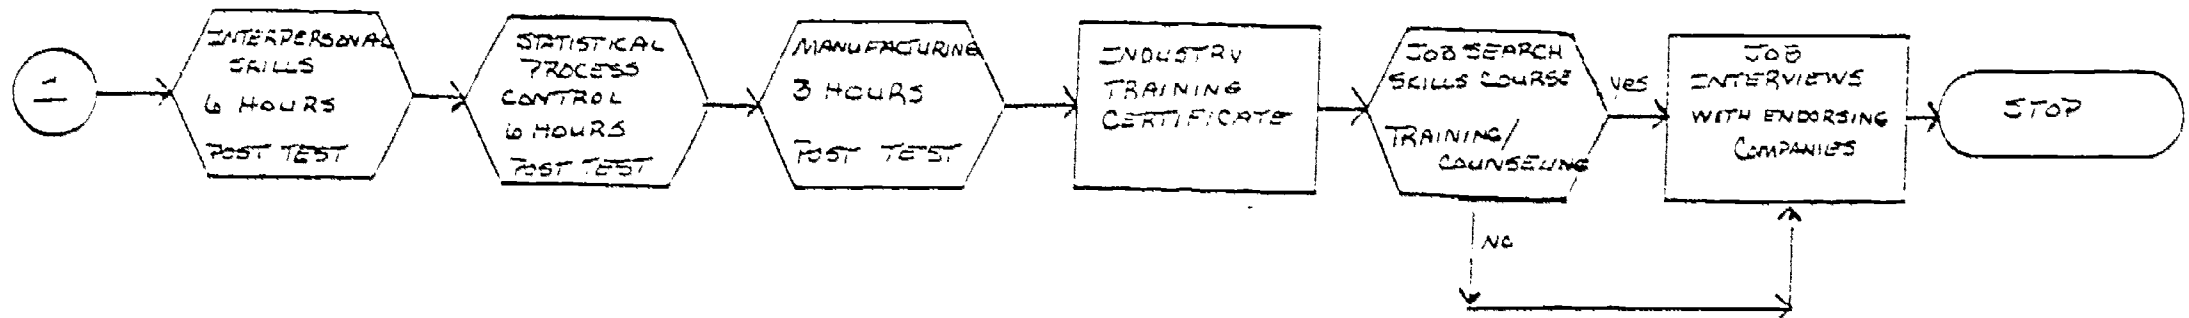 1
INTERPERSONAL
SKILLS
6 HOURS
POST TEST
STATISTICAL
PROCESS
CONTROL
6 HOURS
POST TEST
MANUFACTURING
3 HOURS
POST TEST
INDUSTRY
TRAINING
CERTIFICATE
JOB SEARCH
SKILLS COURSE
TRAINING/
COUNSELING
yes
NO
JOB
INTERVIEWS
WITH ENDORSING
COMPANIES
STOP